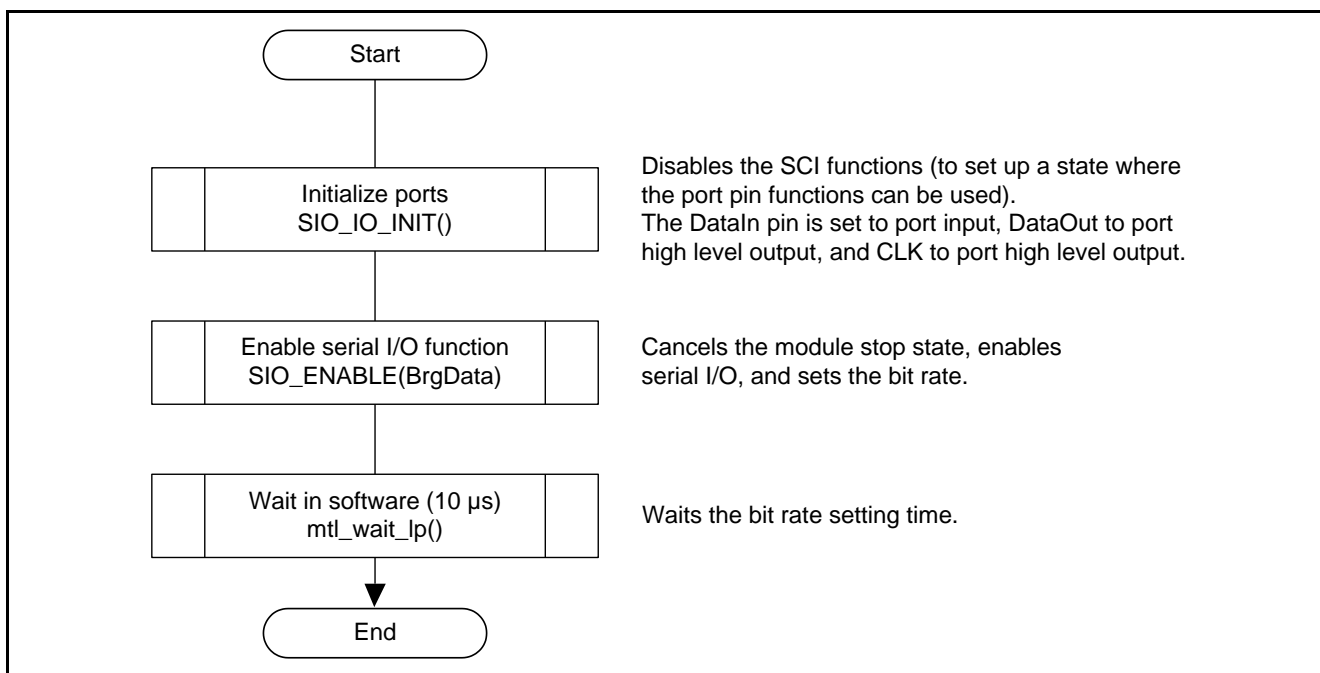 Start
Initialize ports
SIO_IO_INIT()
Disables the SCI functions (to set up a state where
the port pin functions can be used).
The DataIn pin is set to port input, DataOut to port
high level output, and CLK to port high level output.
Enable serial I/O function
SIO_ENABLE(BrgData)
Cancels the module stop state, enables
serial I/O, and sets the bit rate.
Wait in software (10 µs)
mtl_wait_lp()
Waits the bit rate setting time.
End